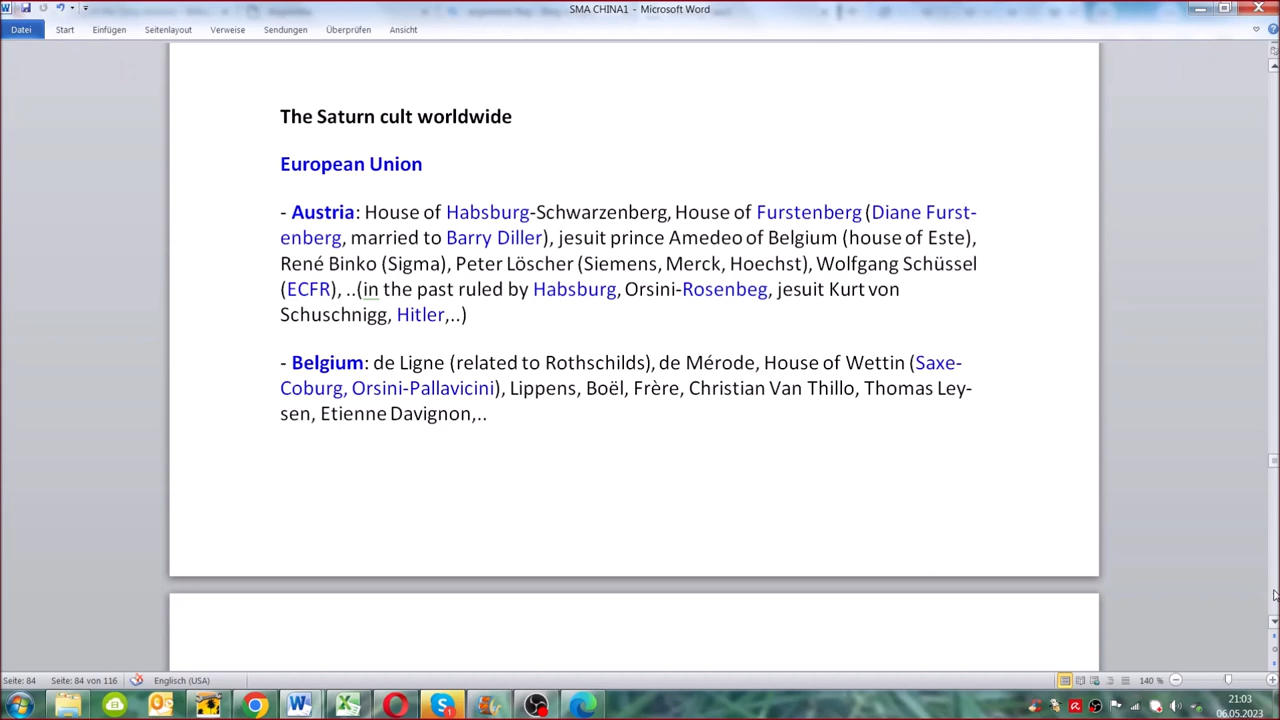 SMA CHINA1 - Microsoft Word
Datei Start Einfügen Seitenlayout Verweise Sendungen Überprüfen Ansicht
The Saturn cult worldwide
European Union
- Austria: House of Habsburg-Schwarzenberg, House of Furstenberg (Diane Furst-
enberg, married to Barry Diller), jesuit prince Amedeo of Belgium (house of Este),
René Binko (Sigma), Peter Löscher (Siemens, Merck, Hoechst), Wolfgang Schüssel
(ECFR), ..(in the past ruled by Habsburg, Orsini-Rosenbeg, jesuit Kurt von
Schuschnigg, Hitler,..)
- Belgium: de Ligne (related to Rothschilds), de Mérode, House of Wettin (Saxe-
Coburg, Orsini-Pallavicini), Lippens, Boël, Frère, Christian Van Thillo, Thomas Ley-
sen, Etienne Davignon,..
Seite: 84 Seite: 84 von 116 Englisch (USA) 140 %
21:03
06.05.2023